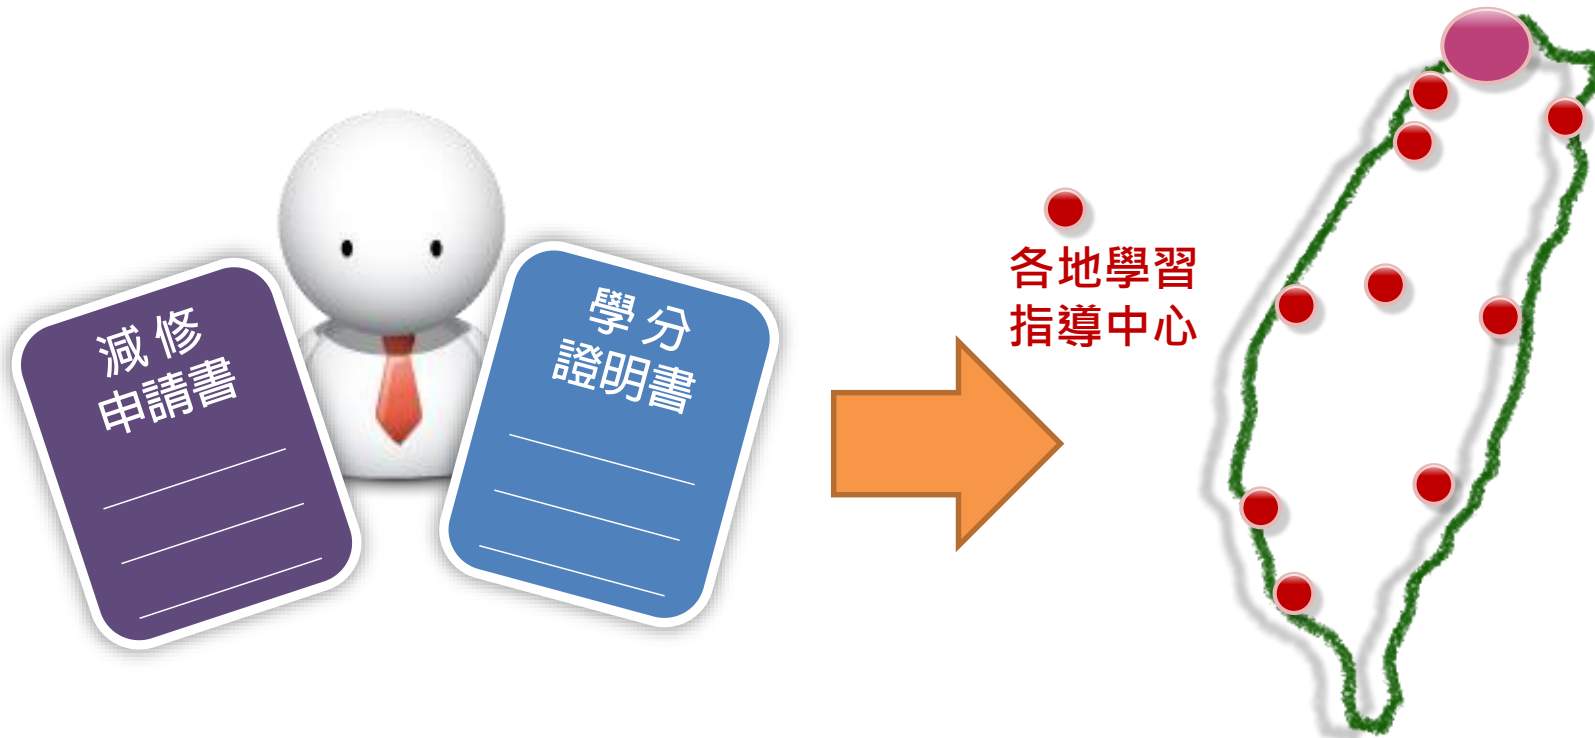 減修
申請書
學分
證明書
各地學習
指導中心